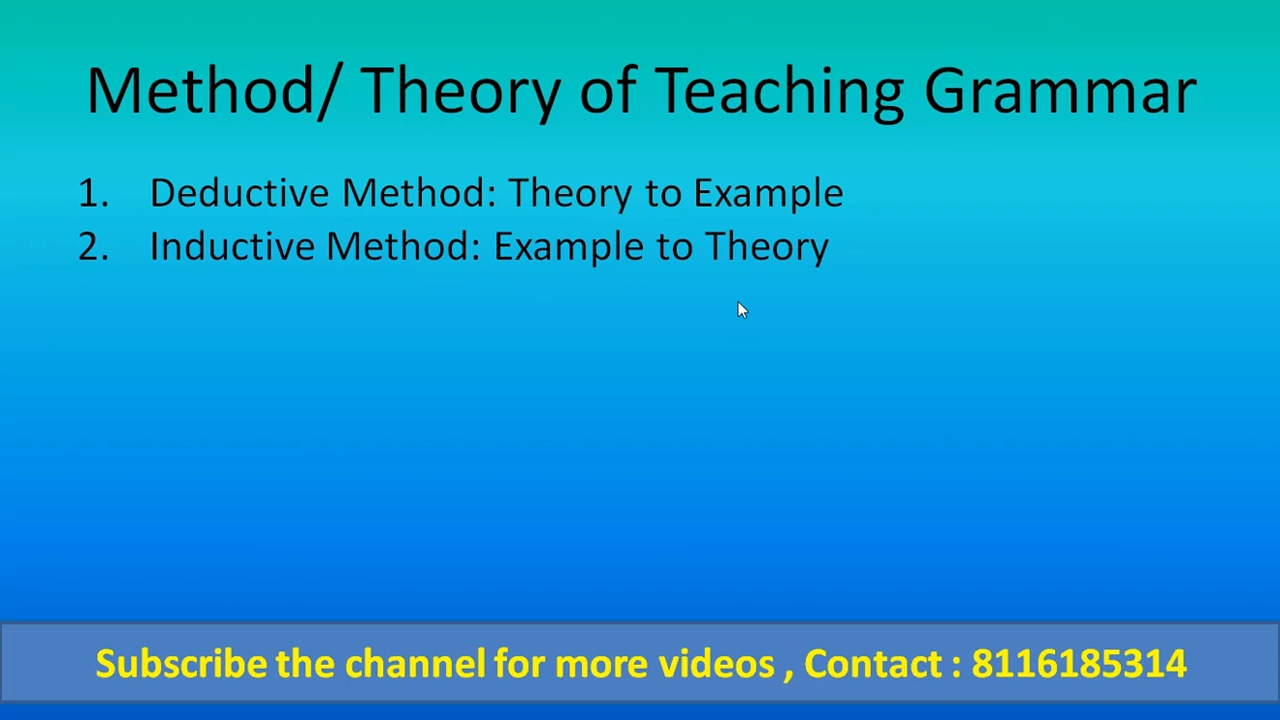 Method/ Theory of Teaching Grammar
1. Deductive Method: Theory to Example
2. Inductive Method: Example to Theory
Subscribe the channel for more videos , Contact : 8116185314